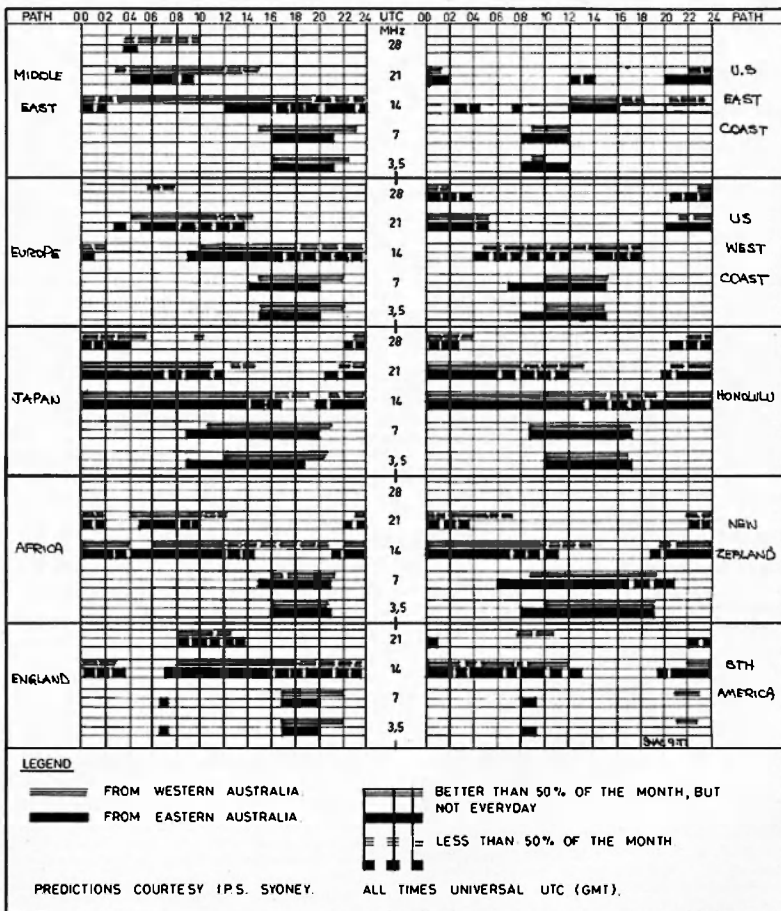 PATH 00 02 04 06 08 10 12 14 16 18 20 22 24 UTC 00 02 04 06 08 10 12 14 16 18 20 22 24 PATH
MHz
MIDDLE
EAST
28
21
14
7
3,5
U.S
EAST
COAST
EUROPE
28
21
14
7
3,5
US
WEST
COAST
JAPAN
28
21
14
7
3,5
HONOLULU
AFRICA
28
21
14
7
3,5
NEW
ZEALAND
ENGLAND
21
14
7
3,5
STH
AMERICA
LEGEND
FROM WESTERN AUSTRALIA
FROM EASTERN AUSTRALIA
BETTER THAN 50% OF THE MONTH, BUT
NOT EVERYDAY
LESS THAN 50% OF THE MONTH
PREDICTIONS COURTESY I.P.S. SYDNEY.
ALL TIMES UNIVERSAL UTC (GMT).